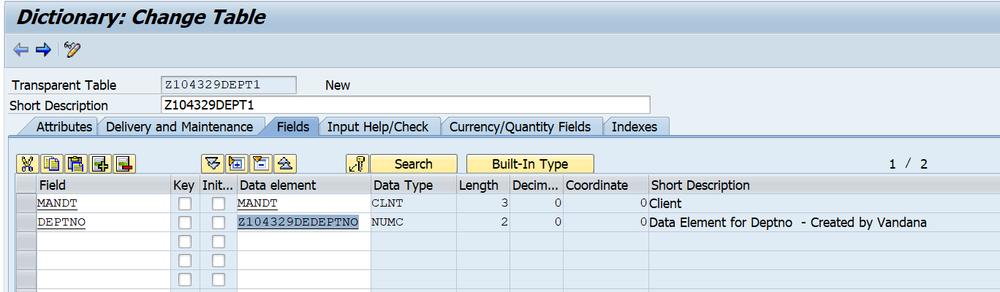 Dictionary: Change Table
Transparent Table Z104329DEPT1 New
Short Description Z104329DEPT1
Attributes Delivery and Maintenance Fields Input Help/Check Currency/Quantity Fields Indexes
Search Built-In Type 1 / 2
Field Key Init... Data element Data Type Length Decim... Coordinate Short Description
MANDT MANDT CLNT 3 0 0 Client
DEPTNO Z104329DEDEPTNO NUMC 2 0 0 Data Element for Deptno - Created by Vandana